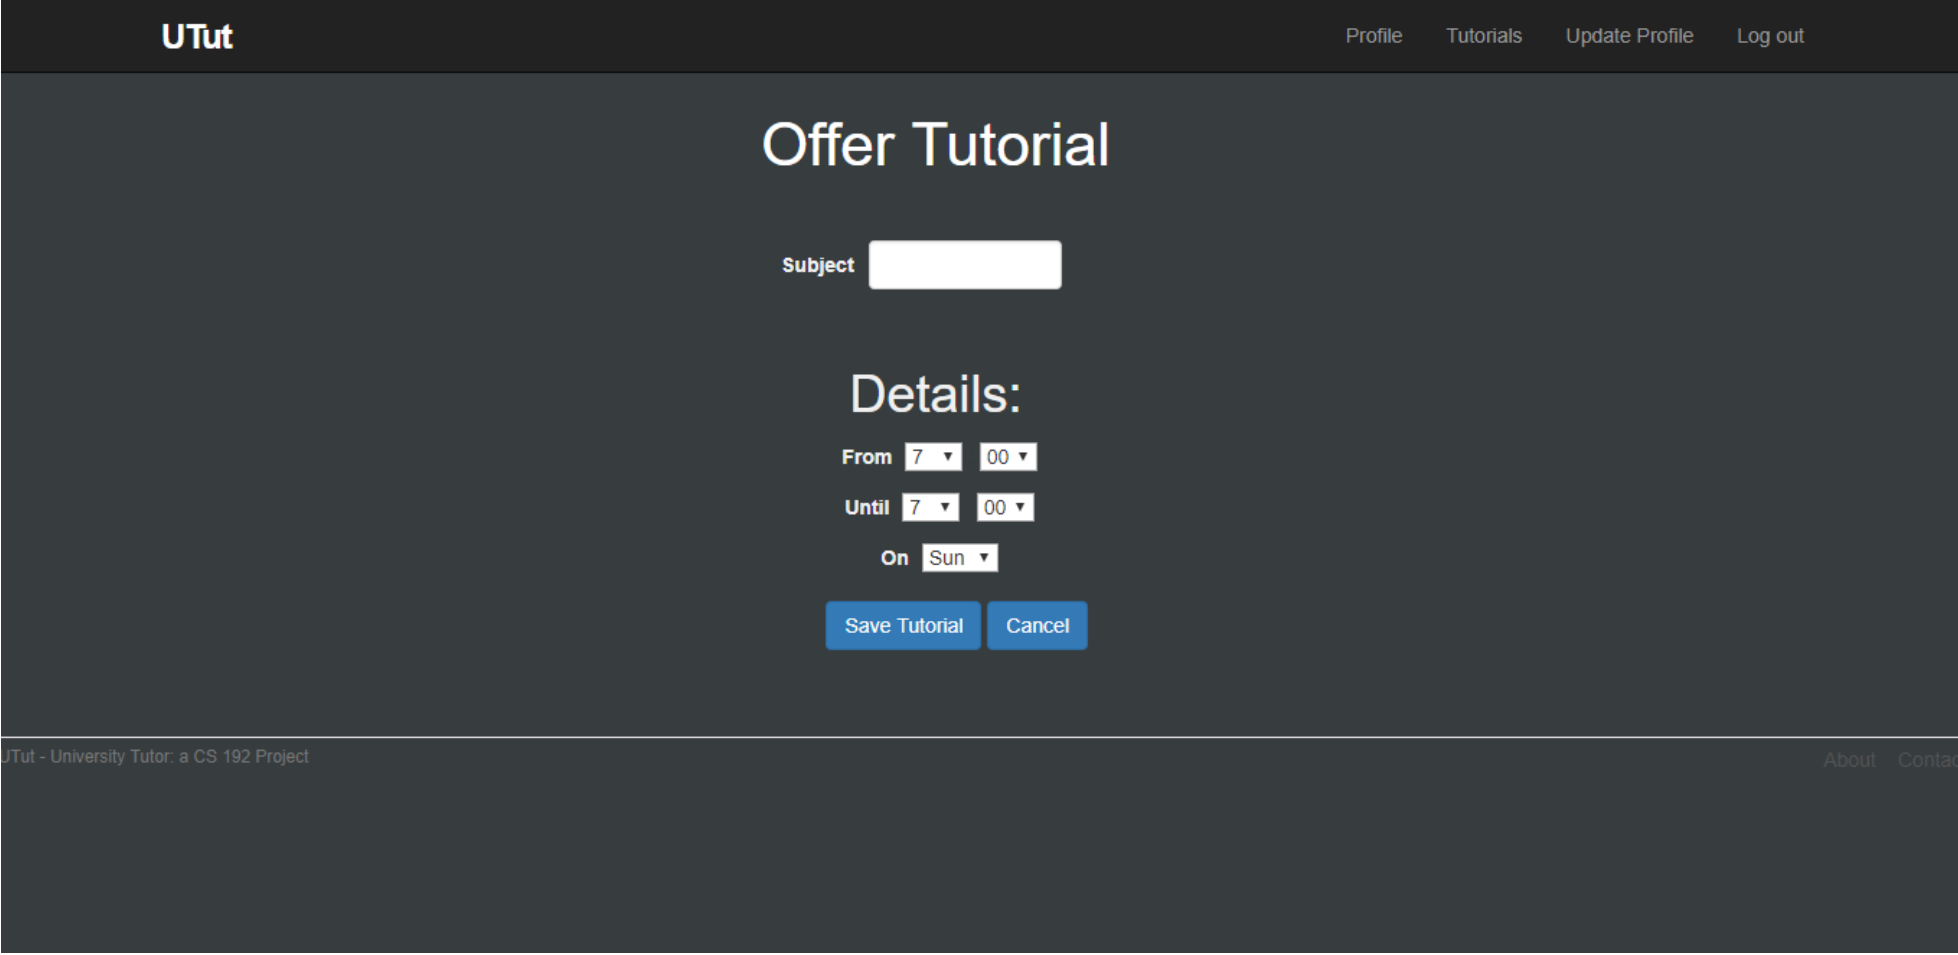 UTut Profile Tutorials Update Profile Log out
Offer Tutorial
Subject
Details:
From 7 00
Until 7 00
On Sun
Save Tutorial Cancel
UTut - University Tutor: a CS 192 Project About Contac